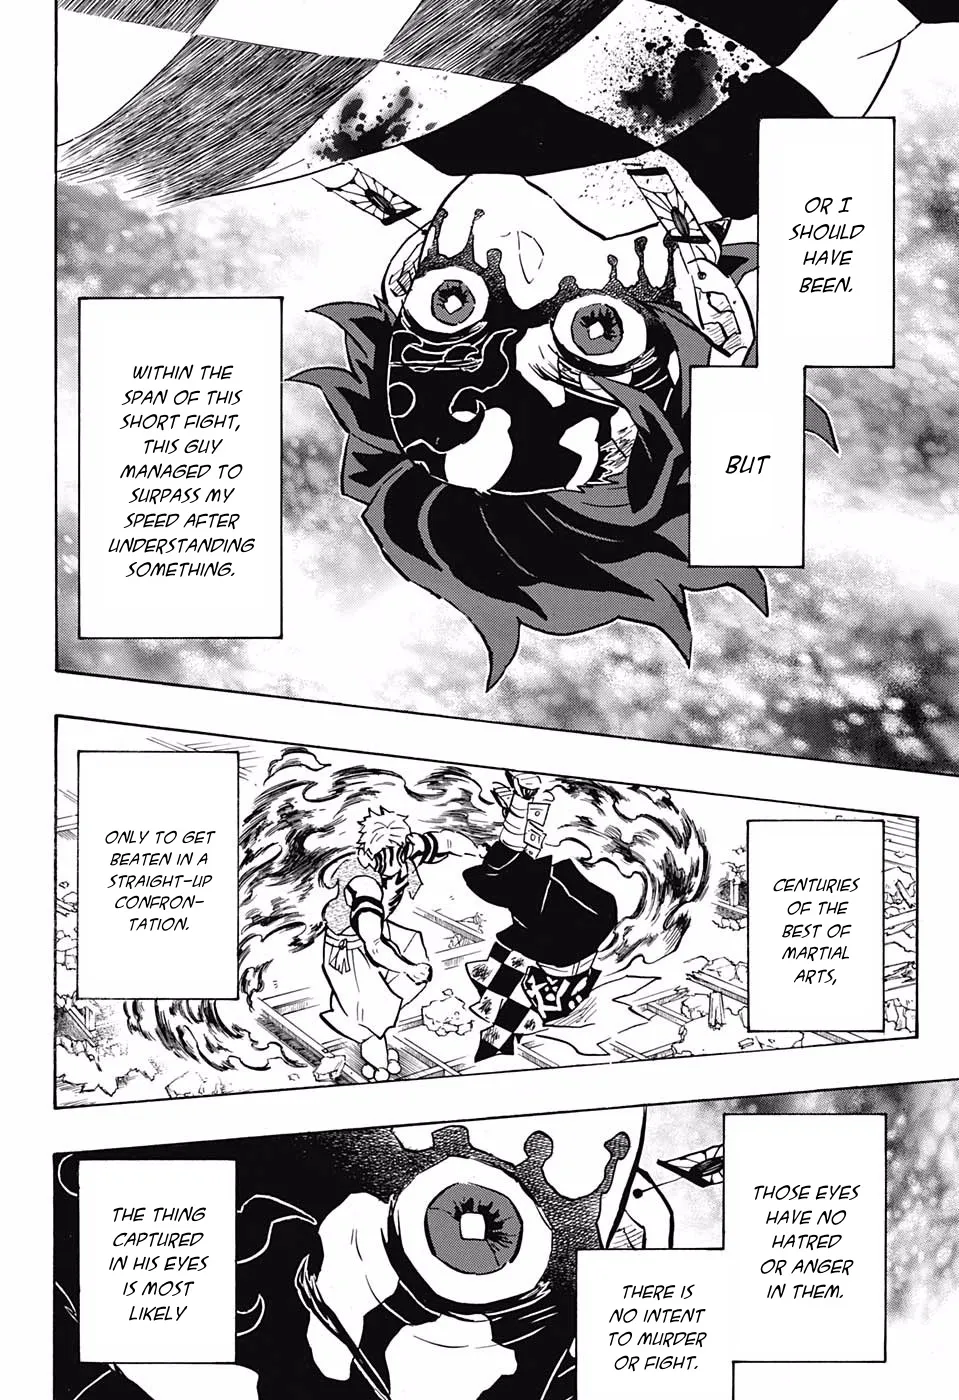 OR I
SHOULD
HAVE
BEEN.
BUT
WITHIN THE
SPAN OF THIS
SHORT FIGHT,
THIS GUY
MANAGED TO
SURPASS MY
SPEED AFTER
UNDERSTANDING
SOMETHING.
CENTURIES
OF THE
BEST OF
MARTIAL
ARTS,
ONLY TO GET
BEATEN IN A
STRAIGHT-UP
CONFRON-
TATION.
THOSE EYES
HAVE NO
HATRED
OR ANGER
IN THEM.
THERE IS
NO INTENT
TO MURDER
OR FIGHT.
THE THING
CAPTURED
IN HIS EYES
IS MOST
LIKELY